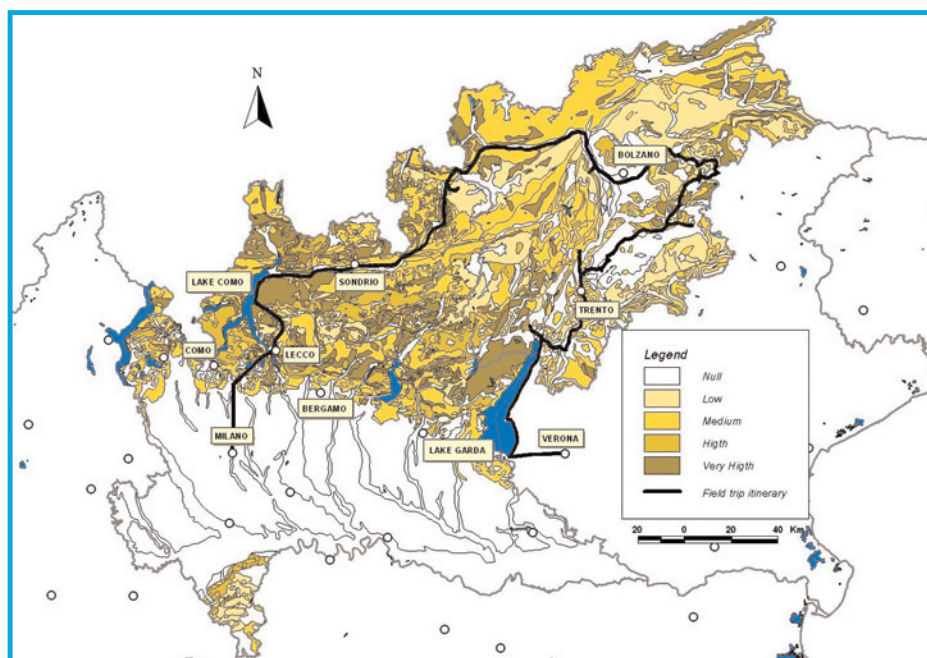 N
BOLZANO
LAKE COMO
SONDRIO
TRENTO
COMO
LECCO
BERGAMO
MILANO
LAKE GARDA
VERONA
Legend
Null
Low
Medium
Higth
Very Higth
Field trip itinerary
20 0 20 40 Km